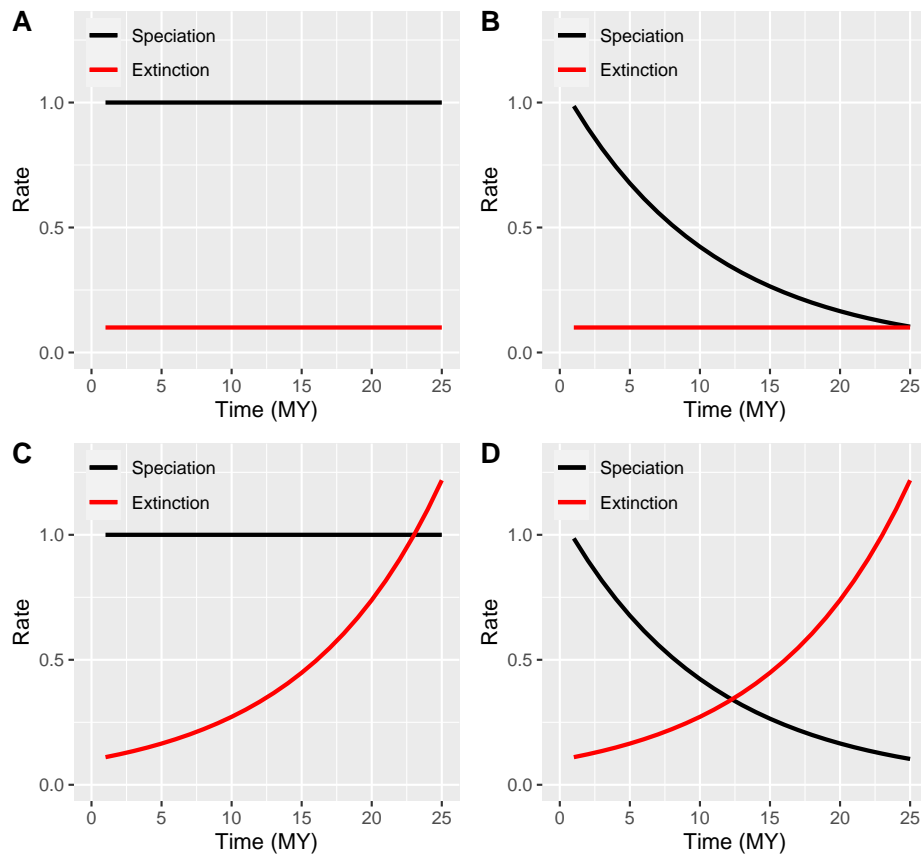 A
Speciation
Extinction
1.0
0.5
0.0
Rate
0 5 10 15 20 25
Time (MY)
B
Speciation
Extinction
1.0
0.5
0.0
Rate
0 5 10 15 20 25
Time (MY)
C
Speciation
Extinction
1.0
0.5
0.0
Rate
0 5 10 15 20 25
Time (MY)
D
Speciation
Extinction
1.0
0.5
0.0
Rate
0 5 10 15 20 25
Time (MY)